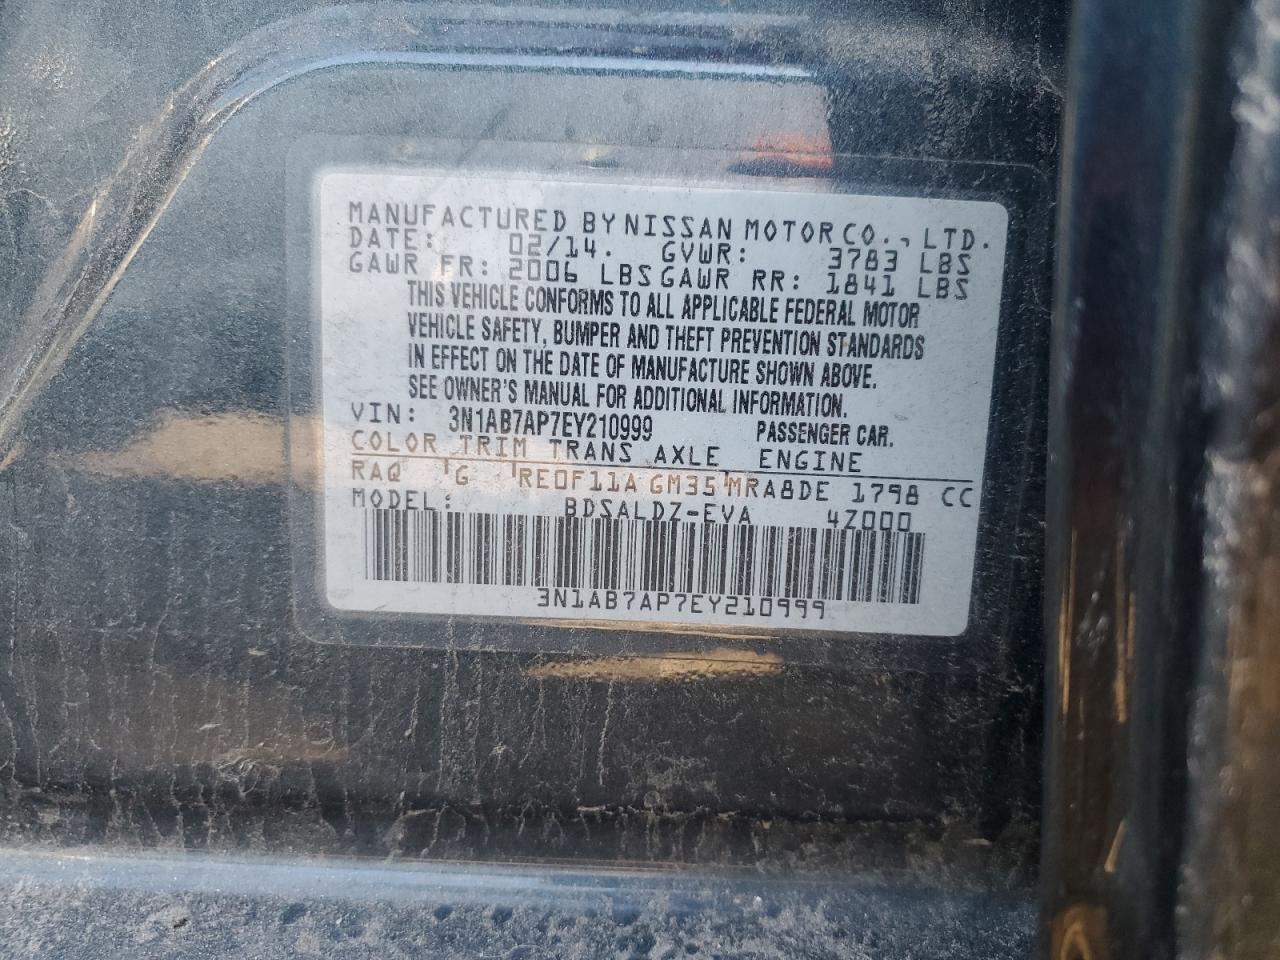 MANUFACTURED BY NISSAN MOTOR CO., LTD.
DATE: 02/14. GVWR: 3783 LBS
GAWR FR: 2006 LBS GAWR RR: 1841 LBS
THIS VEHICLE CONFORMS TO ALL APPLICABLE FEDERAL MOTOR
VEHICLE SAFETY, BUMPER AND THEFT PREVENTION STANDARDS
IN EFFECT ON THE DATE OF MANUFACTURE SHOWN ABOVE.
SEE OWNER'S MANUAL FOR ADDITIONAL INFORMATION.
VIN: 3N1AB7AP7EY210999 PASSENGER CAR.
COLOR TRIM TRANS AXLE ENGINE
RAQ G RE0F11A GM35 MRA8DE 1798 CC
MODEL: BDSALDZ-EVA 4Z000
3N1AB7AP7EY210999